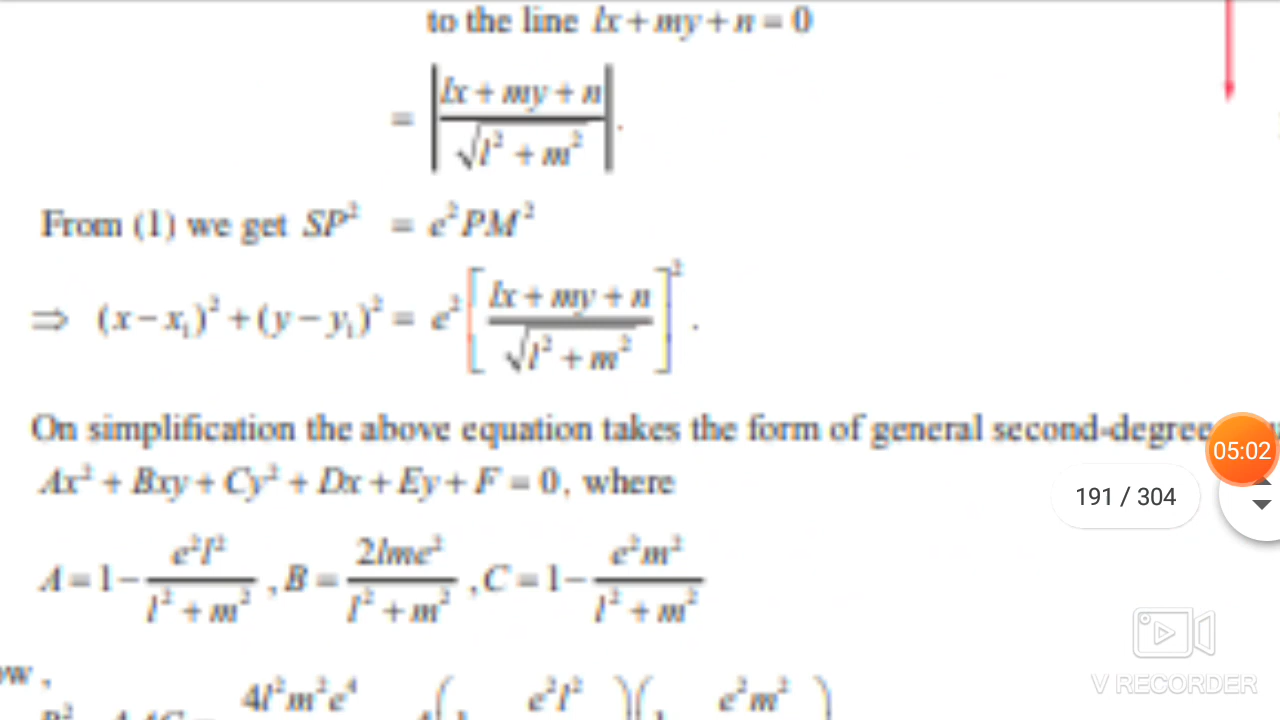 to the line lx + my + n = 0
= |(lx + my + n)/√(l² + m²)|.
From (1) we get SP² = e²PM²
⇒ (x − x₁)² + (y − y₁)² = e² [(lx + my + n)/√(l² + m²)]² .
On simplification the above equation takes the form of general second-degree
05:02
Ax² + Bxy + Cy² + Dx + Ey + F = 0, where
191 / 304
A = 1 − e²l²/(l² + m²) , B = 2lme²/(l² + m²) , C = 1 − e²m²/(l² + m²)
V RECORDER
4l²m²e⁴ e²l² e²m²